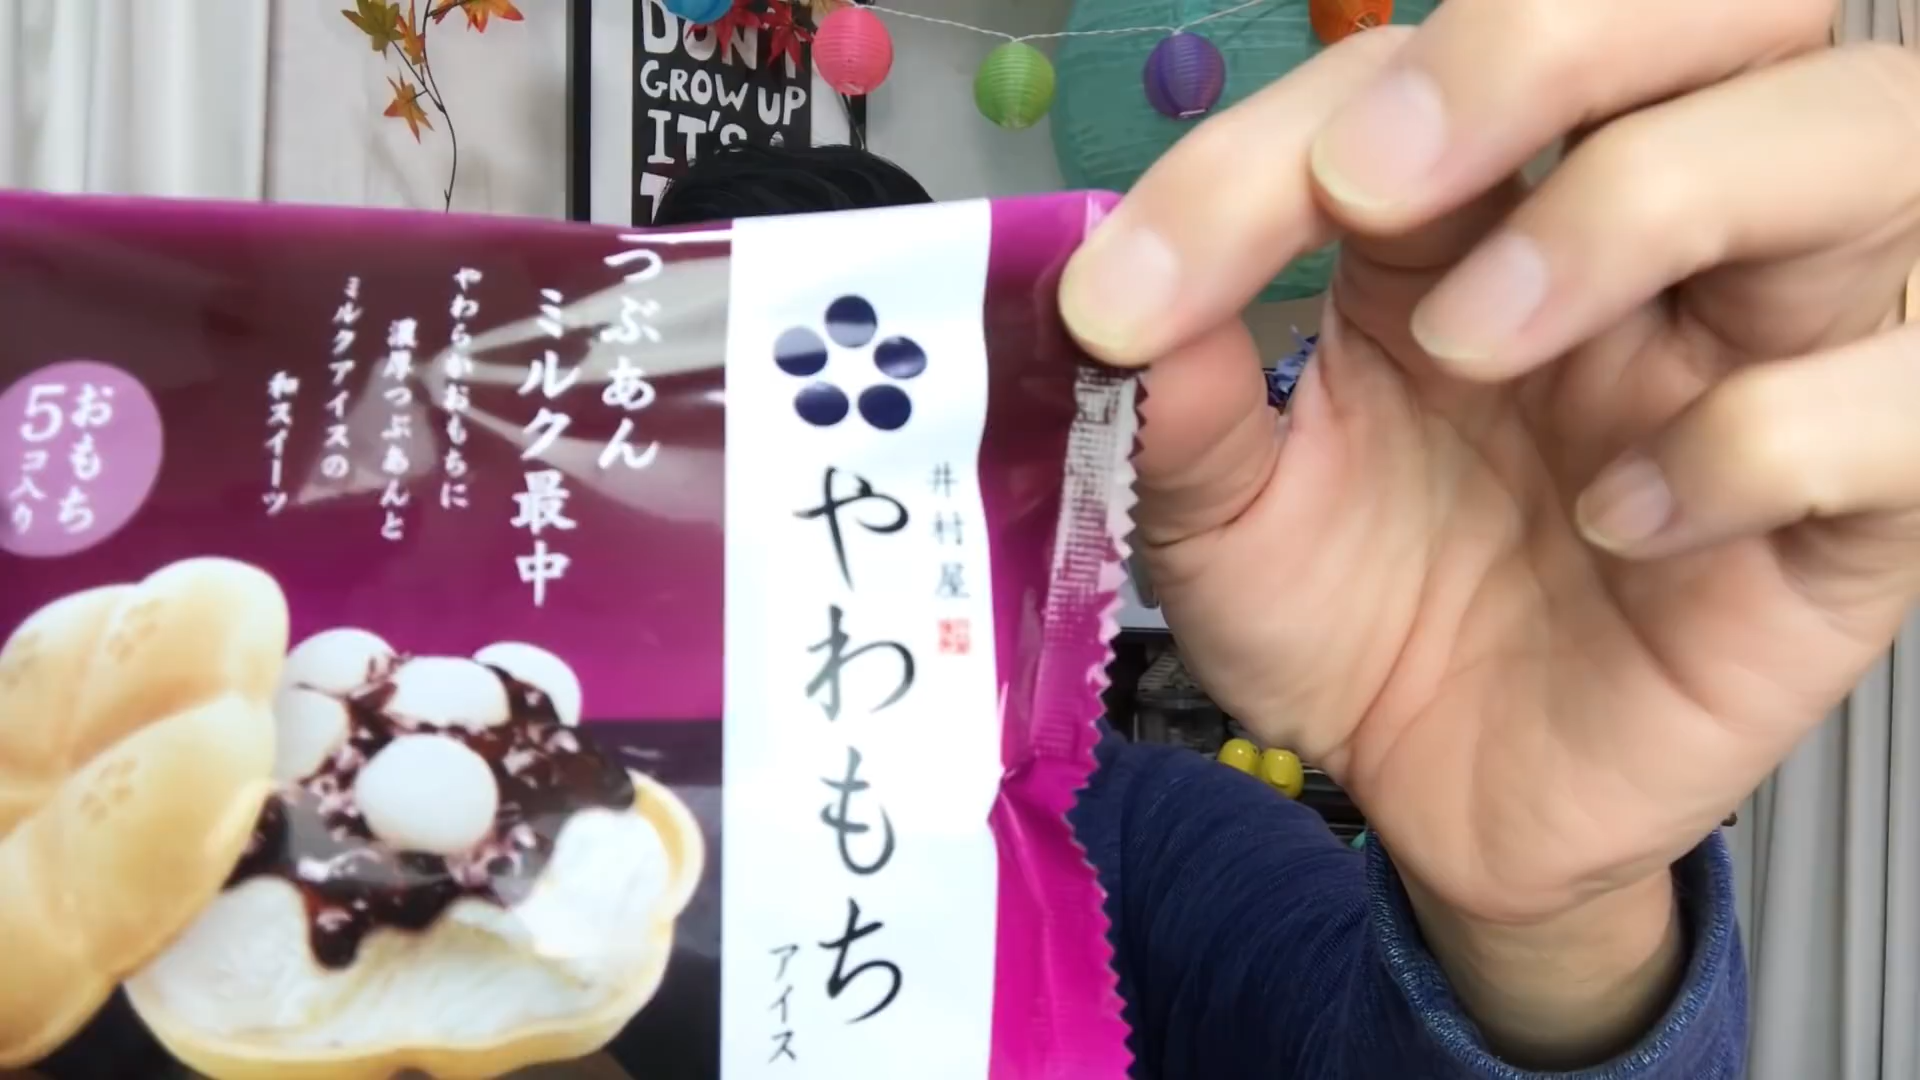 DON'T
GROW UP
IT'S A
井村屋
やわもち
アイス
つぶあん
ミルク最中
やわらかおもちに
濃厚つぶあんと
ミルクアイスの
和スイーツ
おもち
5コ入り